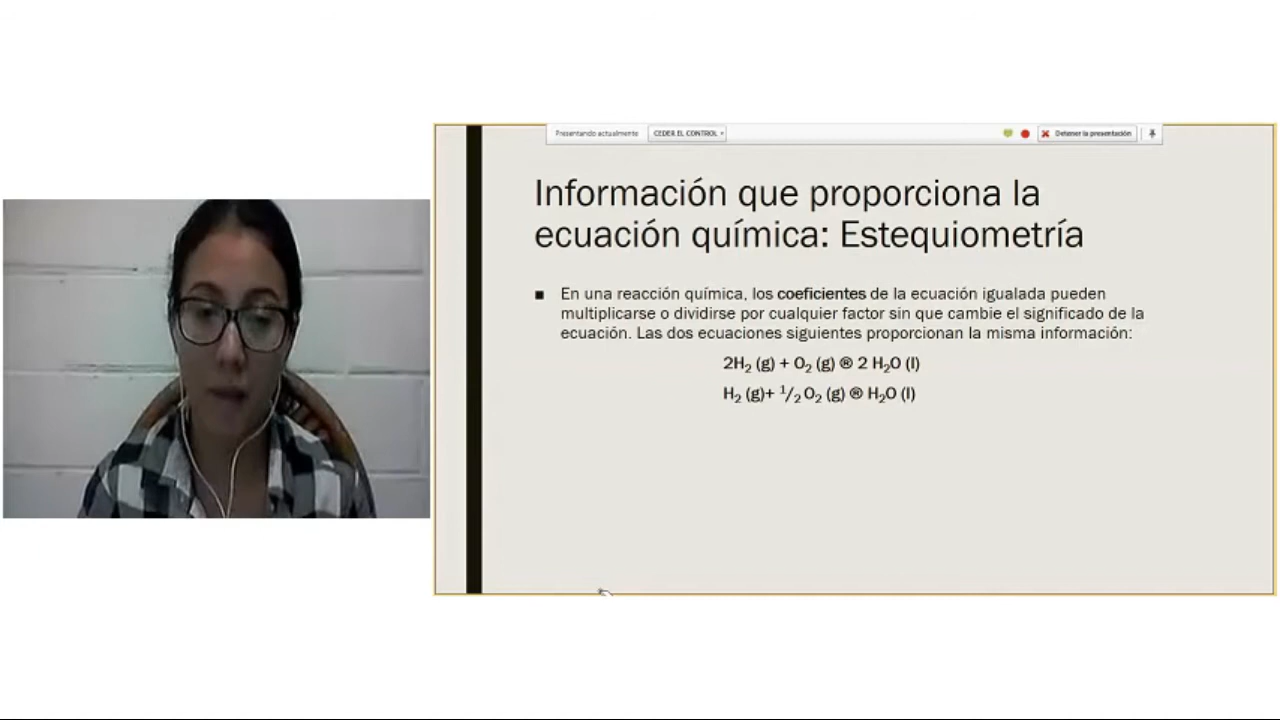 Presentando actualmente CEDER EL CONTROL Detener la presentación
Información que proporciona la
ecuación química: Estequiometría
■ En una reacción química, los coeficientes de la ecuación igualada pueden
multiplicarse o dividirse por cualquier factor sin que cambie el significado de la
ecuación. Las dos ecuaciones siguientes proporcionan la misma información:
2H₂ (g) + O₂ (g) ® 2 H₂O (l)
H₂ (g)+ ¹/₂ O₂ (g) ® H₂O (l)